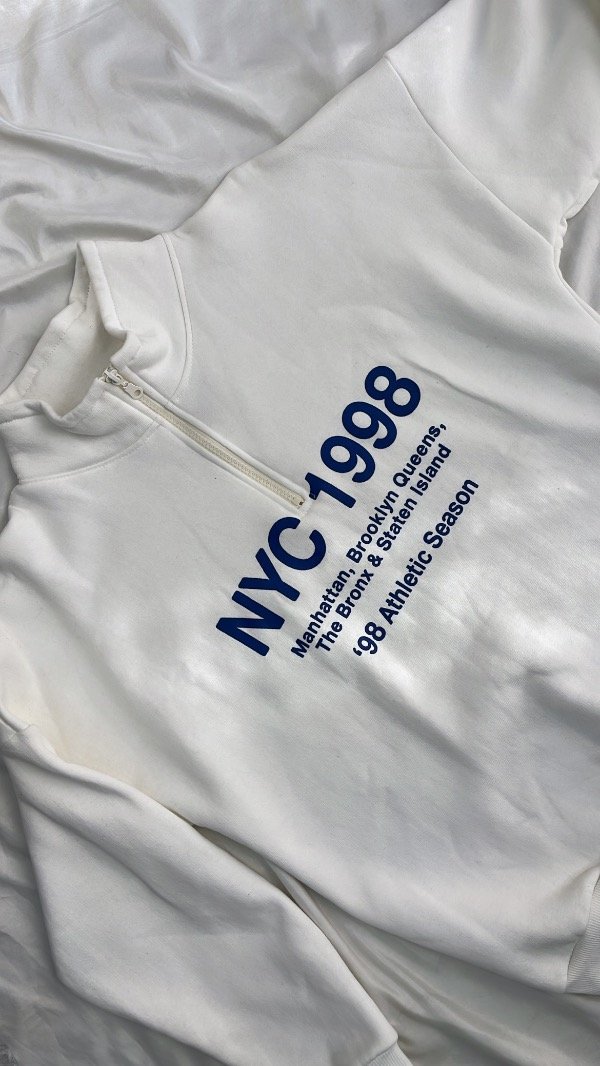 NYC 1998
Manhattan, Brooklyn Queens,
The Bronx & Staten Island
‘98 Athletic Season